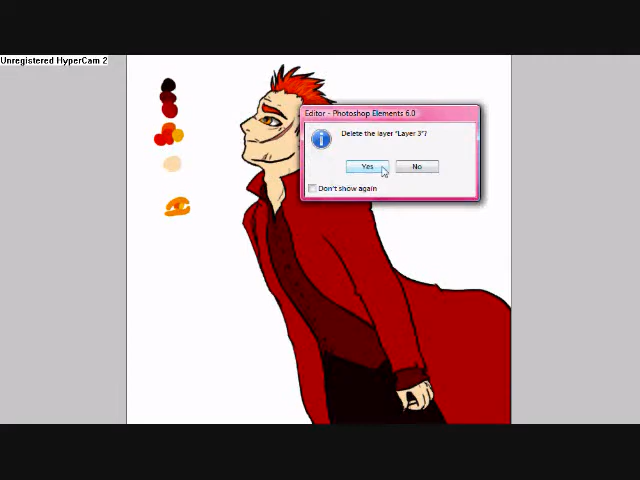 Unregistered HyperCam 2
Editor - Photoshop Elements 6.0
Delete the layer "Layer 3"?
Yes No
Don't show again